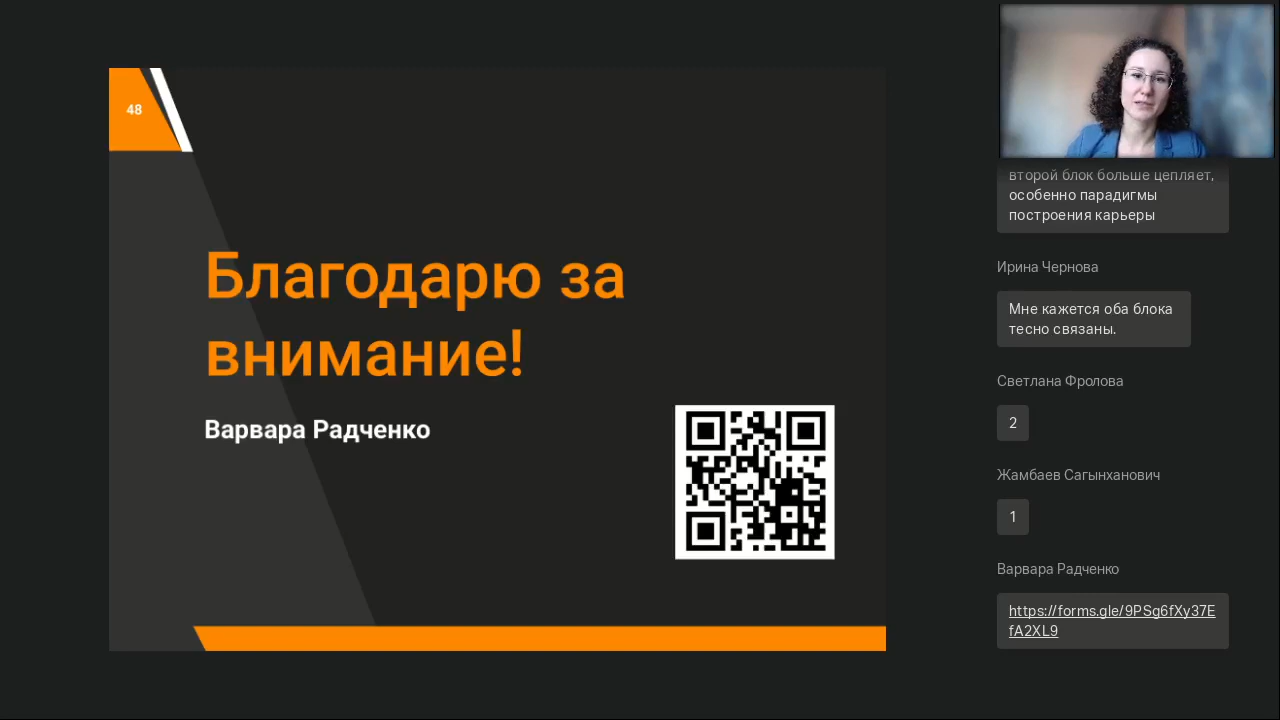 48
Благодарю за
внимание!
Варвара Радченко
второй блок больше цепляет,
особенно парадигмы
построения карьеры
Ирина Чернова
Мне кажется оба блока
тесно связаны.
Светлана Фролова
2
Жамбаев Сагынханович
1
Варвара Радченко
https://forms.gle/9PSg6fXy37E
fA2XL9